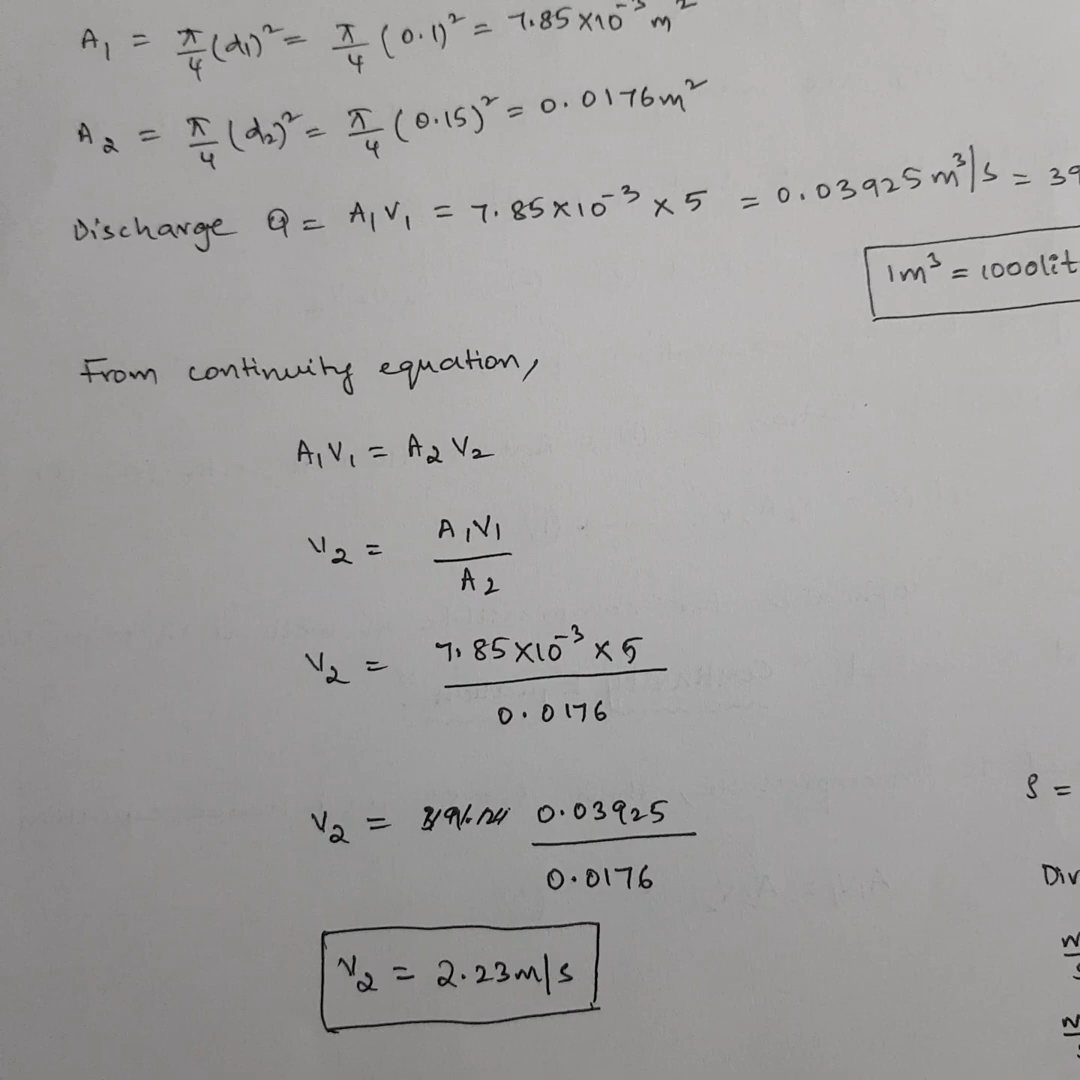 A₁ = π/4 (d₁)² = π/4 (0.1)² = 7.85 × 10⁻³ m²
A₂ = π/4 (d₂)² = π/4 (0.15)² = 0.0176 m²
Discharge Q = A₁V₁ = 7.85×10⁻³ × 5 = 0.03925 m³/s = 39
1m³ = 1000lit
From continuity equation,
A₁V₁ = A₂V₂
V₂ = A₁V₁ / A₂
V₂ = 7.85×10⁻³ × 5 / 0.0176
V₂ = 0.03925 / 0.0176
V₂ = 2.23m/s
S =
Div